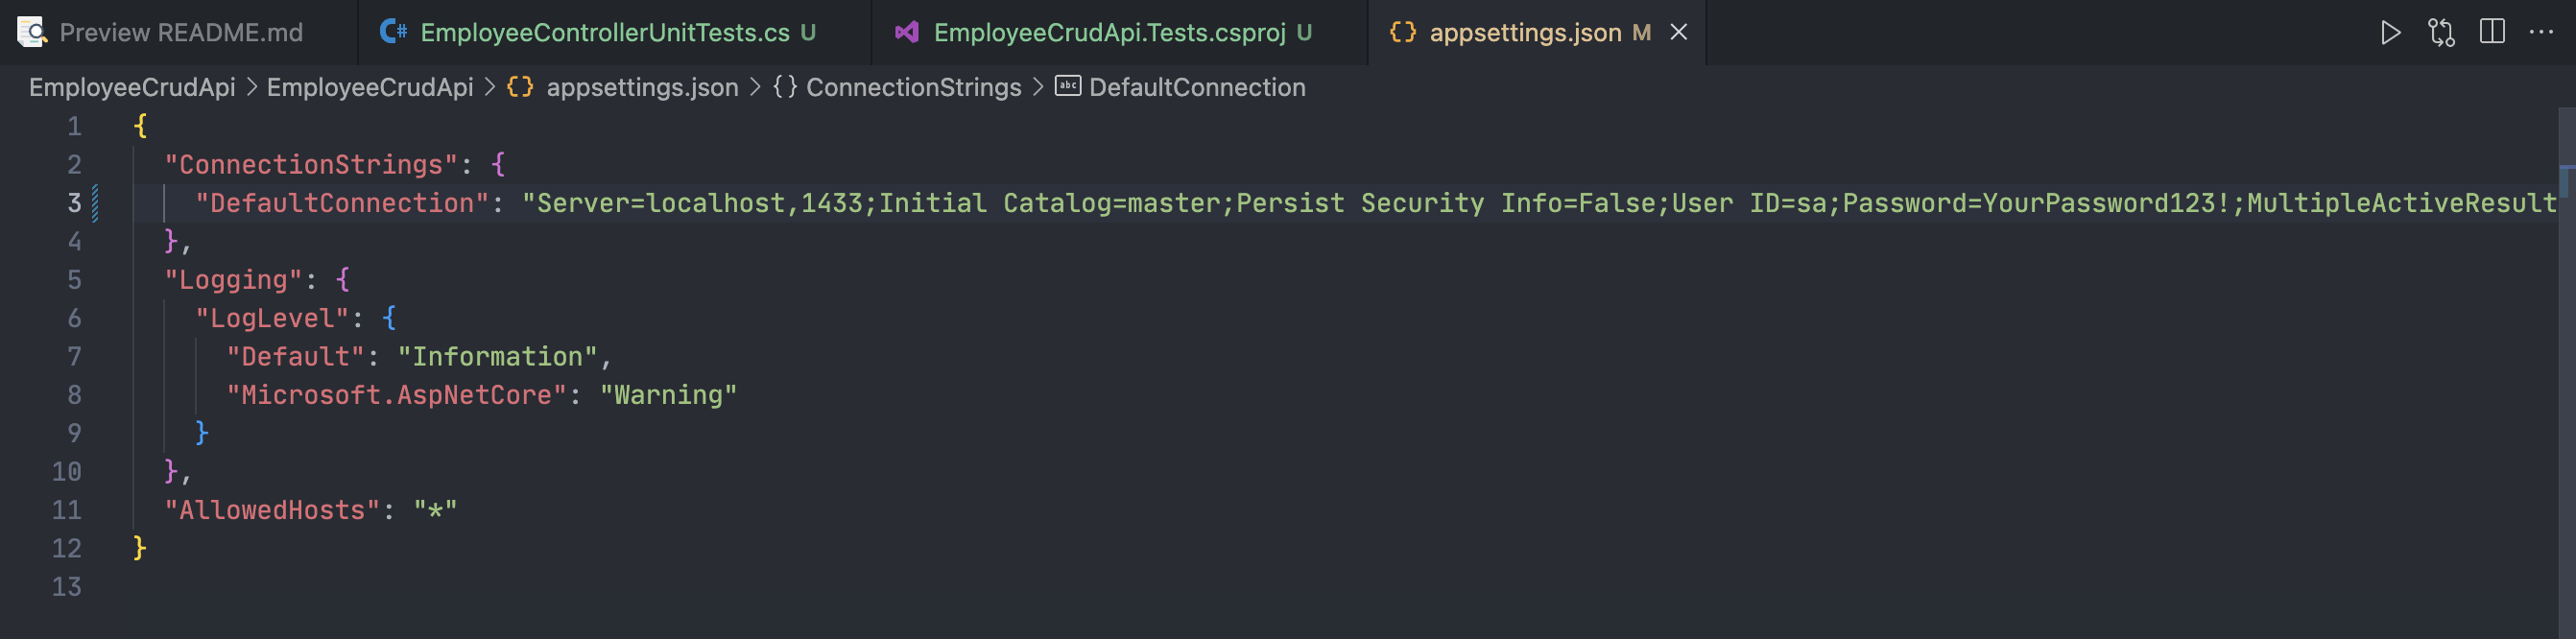 Preview README.md
EmployeeControllerUnitTests.cs U
EmployeeCrudApi.Tests.csproj U
appsettings.json M
EmployeeCrudApi > EmployeeCrudApi > {} appsettings.json > {} ConnectionStrings > abc DefaultConnection
1 {
2 "ConnectionStrings": {
3 "DefaultConnection": "Server=localhost,1433;Initial Catalog=master;Persist Security Info=False;User ID=sa;Password=YourPassword123!;MultipleActiveResult
4 },
5 "Logging": {
6 "LogLevel": {
7 "Default": "Information",
8 "Microsoft.AspNetCore": "Warning"
9 }
10 },
11 "AllowedHosts": "*"
12 }
13